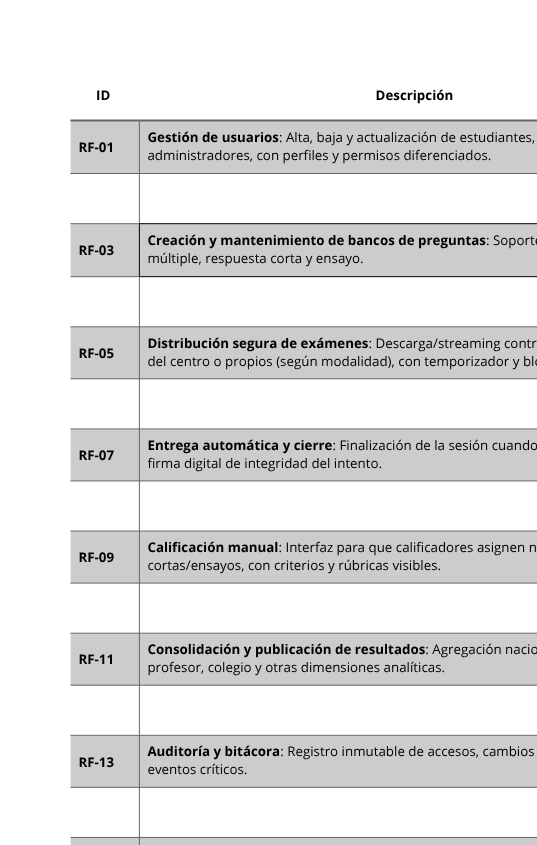 ID Descripción
RF-01 Gestión de usuarios: Alta, baja y actualización de estudiantes,
administradores, con perfiles y permisos diferenciados.
RF-03 Creación y mantenimiento de bancos de preguntas:
múltiple, respuesta corta y ensayo.
RF-05 Distribución segura de exámenes: Descarga/streaming
del centro o propios (según modalidad), con temporizador y
RF-07 Entrega automática y cierre: Finalización de la sesión cuando
firma digital de integridad del intento.
RF-09 Calificación manual: Interfaz para que calificadores asignen
cortas/ensayos, con criterios y rúbricas visibles.
RF-11 Consolidación y publicación de resultados: Agregación
profesor, colegio y otras dimensiones analíticas.
RF-13 Auditoría y bitácora: Registro inmutable de accesos, cambios
eventos críticos.